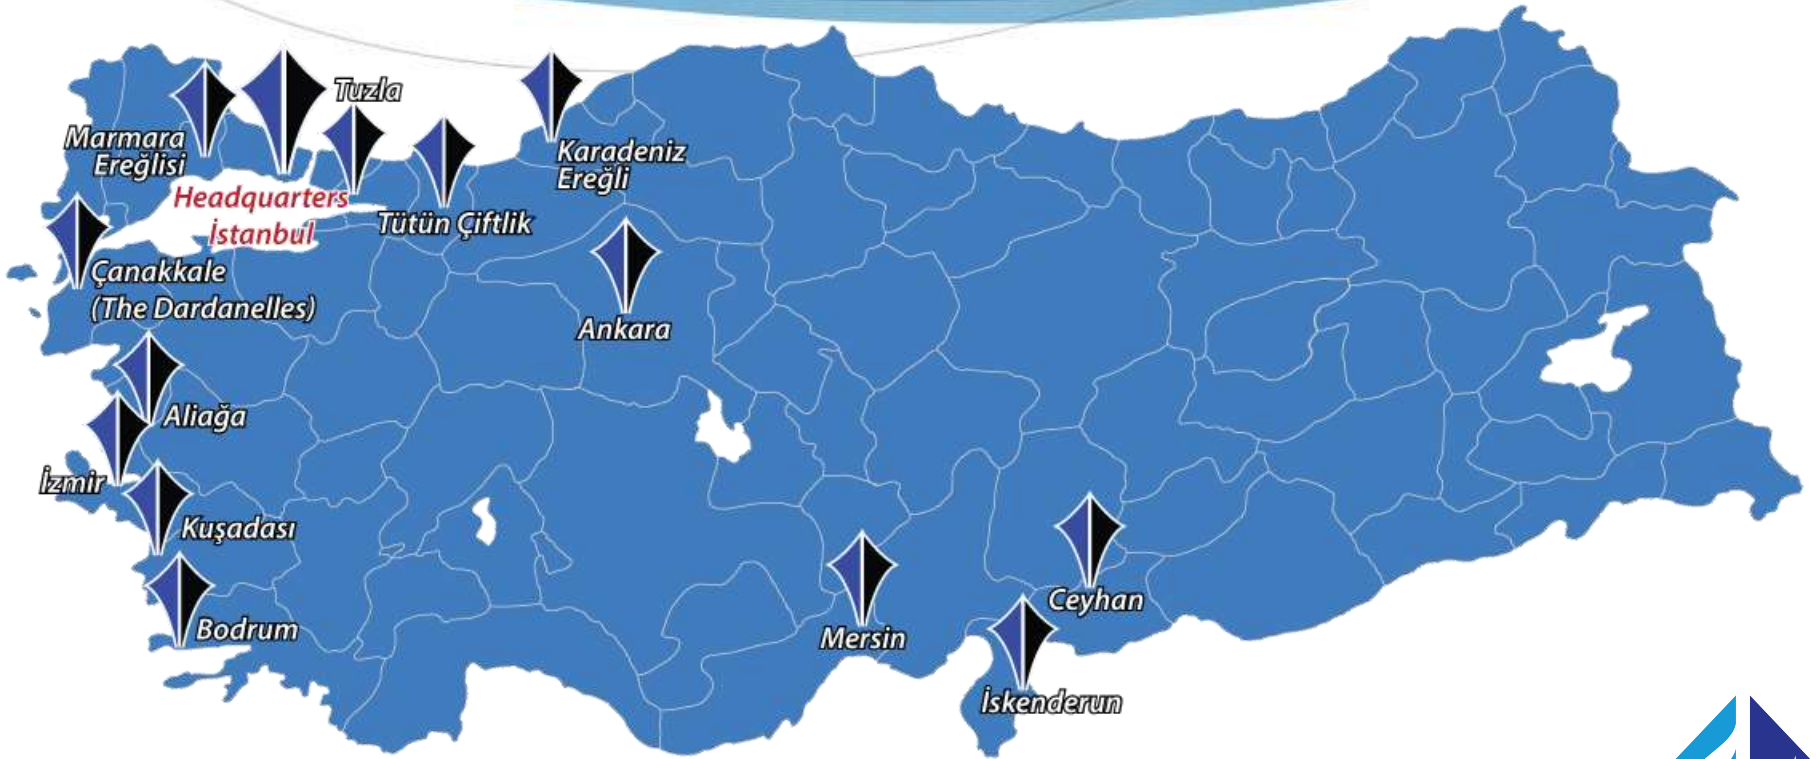 Tuzla
Marmara
Ereğlisi
Karadeniz
Ereğli
Headquarters
İstanbul
Tütün Çiftlik
Çanakkale
(The Dardanelles)
Ankara
Aliağa
İzmir
Kuşadası
Bodrum
Ceyhan
Mersin
İskenderun